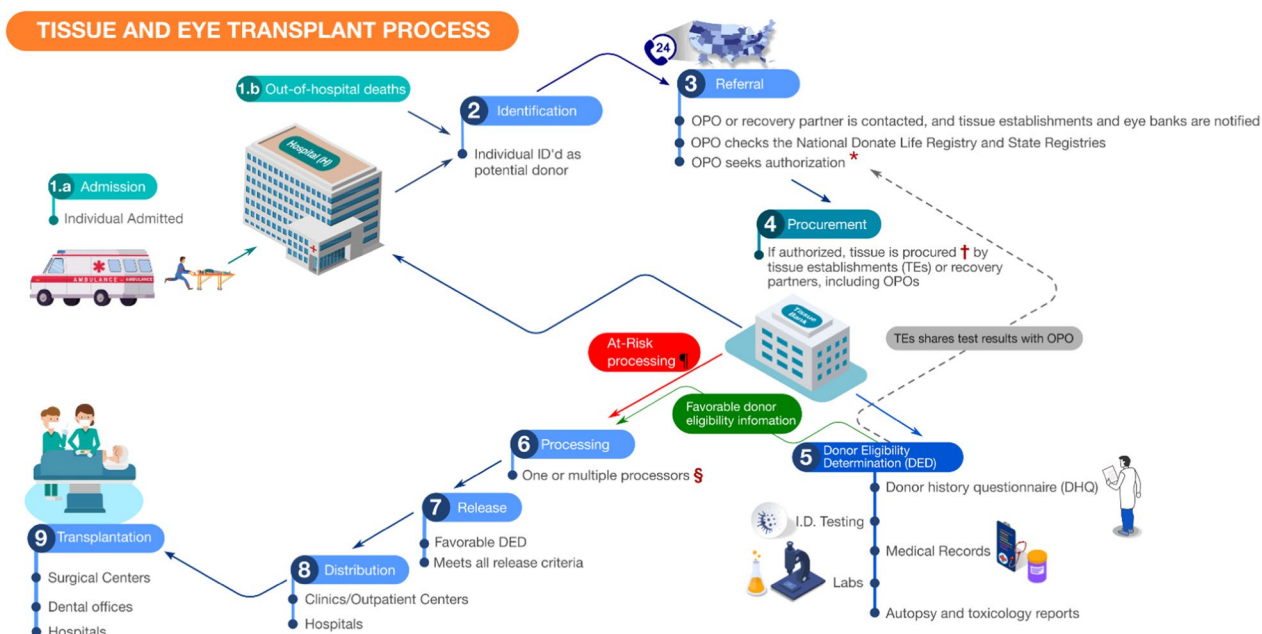 TISSUE AND EYE TRANSPLANT PROCESS
24
1.b Out-of-hospital deaths
2 Identification
Individual ID'd as
potential donor
3 Referral
OPO or recovery partner is contacted, and tissue establishments and eye banks are notified
OPO checks the National Donate Life Registry and State Registries
OPO seeks authorization *
Hospital (H)
1.a Admission
Individual Admitted
AMBULANCE - AMBULANCE
4 Procurement
If authorized, tissue is procured † by
tissue establishments (TEs) or recovery
partners, including OPOs
Tissue
Bank
TEs shares test results with OPO
At-Risk
processing ¶
Favorable donor
eligibility infomation
5 Donor Eligibility
Determination (DED)
Donor history questionnaire (DHQ)
I.D. Testing
Medical Records
Labs
Autopsy and toxicology reports
6 Processing
One or multiple processors §
7 Release
Favorable DED
Meets all release criteria
8 Distribution
Clinics/Outpatient Centers
Hospitals
9 Transplantation
Surgical Centers
Dental offices
Hospitals